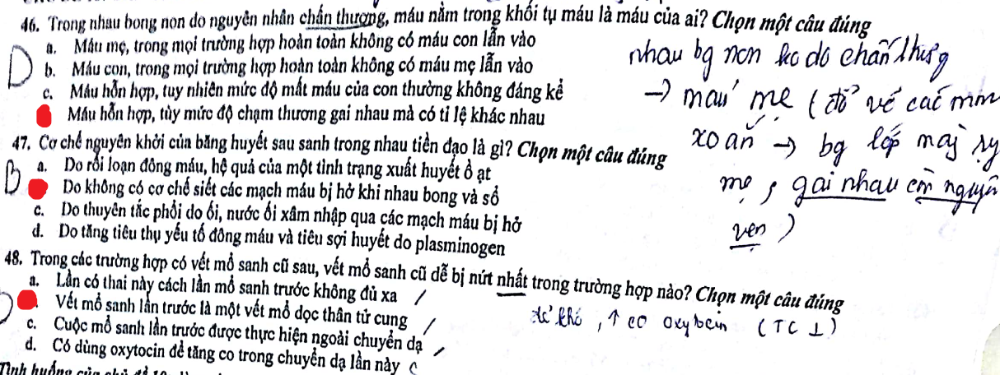 46. Trong nhau bong non do nguyên nhân chấn thương, máu nằm trong khối tụ máu là máu của ai? Chọn một câu đúng
a. Máu mẹ, trong mọi trường hợp hoàn toàn không có máu con lẫn vào
D
b. Máu con, trong mọi trường hợp hoàn toàn không có máu mẹ lẫn vào
c. Máu hỗn hợp, tuy nhiên mức độ mất máu của con thường không đáng kể
Máu hỗn hợp, tùy mức độ chạm thương gai nhau mà có tỉ lệ khác nhau
nhau bg non ko do chấn thưg
→ máu mẹ ( đổ về các mm
xoắn → bg lớp
mẹ, gai nhau còn nguyên
vẹn )
47. Cơ chế nguyên khởi của băng huyết sau sanh trong nhau tiền đạo là gì? Chọn một câu đúng
a. Do rối loạn đông máu, hệ quả của một tình trạng xuất huyết ồ ạt
B
Do không có cơ chế siết các mạch máu bị hở khi nhau bong và sổ
c. Do thuyên tắc phổi do ối, nước ối xâm nhập qua các mạch máu bị hở
d. Do tăng tiêu thụ yếu tố đông máu và tiêu sợi huyết do plasminogen
48. Trong các trường hợp có vết mổ sanh cũ sau, vết mổ sanh cũ dễ bị nứt nhất trong trường hợp nào? Chọn một câu đúng
a. Lần có thai này cách lần mổ sanh trước không đủ xa
Vết mổ sanh lần trước là một vết mổ dọc thân tử cung
c. Cuộc mổ sanh lần trước được thực hiện ngoài chuyển dạ
d. Có dùng oxytocin để tăng co trong chuyển dạ lần này
đẻ khó, ↑ co oxytocin ( TC ⊥ )
Tình huống